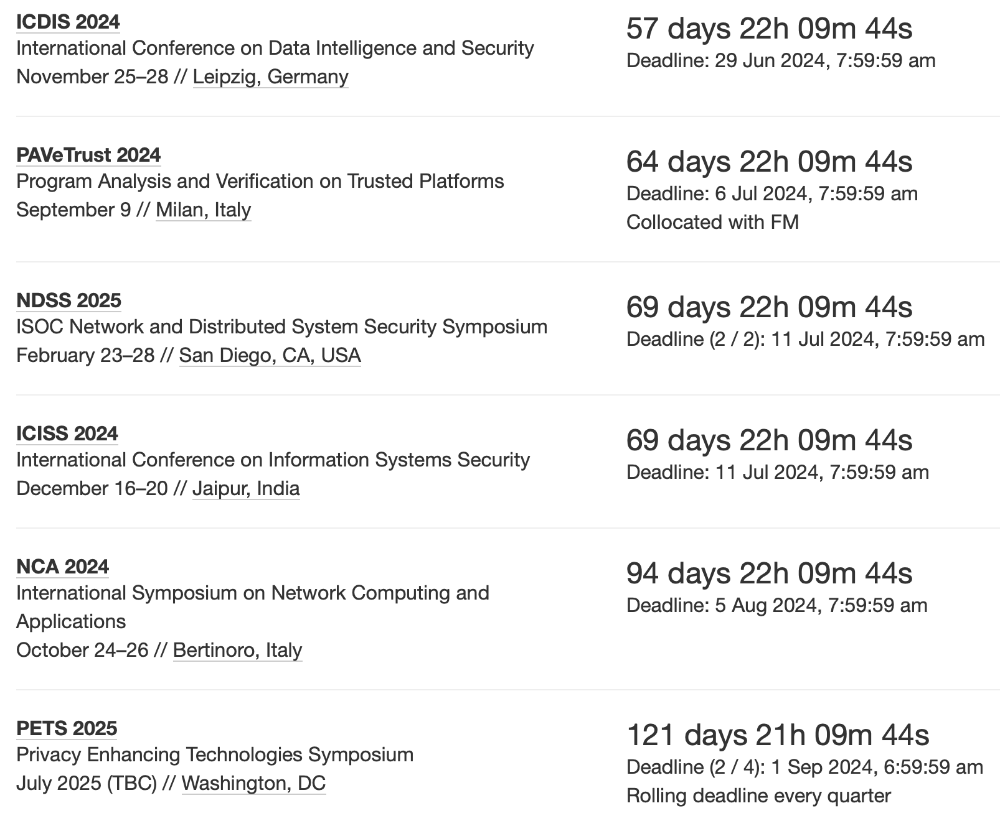 ICDIS 2024
International Conference on Data Intelligence and Security
November 25–28 // Leipzig, Germany
57 days 22h 09m 44s
Deadline: 29 Jun 2024, 7:59:59 am
PAVeTrust 2024
Program Analysis and Verification on Trusted Platforms
September 9 // Milan, Italy
64 days 22h 09m 44s
Deadline: 6 Jul 2024, 7:59:59 am
Collocated with FM
NDSS 2025
ISOC Network and Distributed System Security Symposium
February 23–28 // San Diego, CA, USA
69 days 22h 09m 44s
Deadline (2 / 2): 11 Jul 2024, 7:59:59 am
ICISS 2024
International Conference on Information Systems Security
December 16–20 // Jaipur, India
69 days 22h 09m 44s
Deadline: 11 Jul 2024, 7:59:59 am
NCA 2024
International Symposium on Network Computing and
Applications
October 24–26 // Bertinoro, Italy
94 days 22h 09m 44s
Deadline: 5 Aug 2024, 7:59:59 am
PETS 2025
Privacy Enhancing Technologies Symposium
July 2025 (TBC) // Washington, DC
121 days 21h 09m 44s
Deadline (2 / 4): 1 Sep 2024, 6:59:59 am
Rolling deadline every quarter